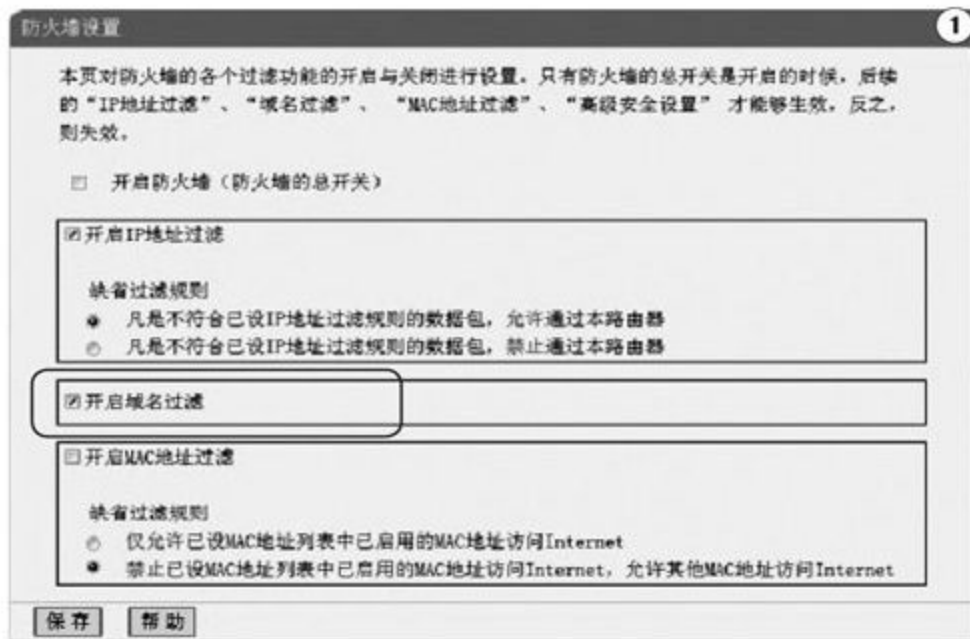 防火墙设置
1
本页对防火墙的各个过滤功能的开启与关闭进行设置。只有防火墙的总开关是开启的时候，后续
的“IP地址过滤”、“域名过滤”、 “MAC地址过滤”、“高级安全设置” 才能够生效，反之，
则失效。
开启防火墙（防火墙的总开关）
开启IP地址过滤
缺省过滤规则
凡是不符合已设IP地址过滤规则的数据包，允许通过本路由器
凡是不符合已设IP地址过滤规则的数据包，禁止通过本路由器
开启域名过滤
开启MAC地址过滤
缺省过滤规则
仅允许已设MAC地址列表中已启用的MAC地址访问Internet
禁止已设MAC地址列表中已启用的MAC地址访问Internet，允许其他MAC地址访问Internet
保存 帮助